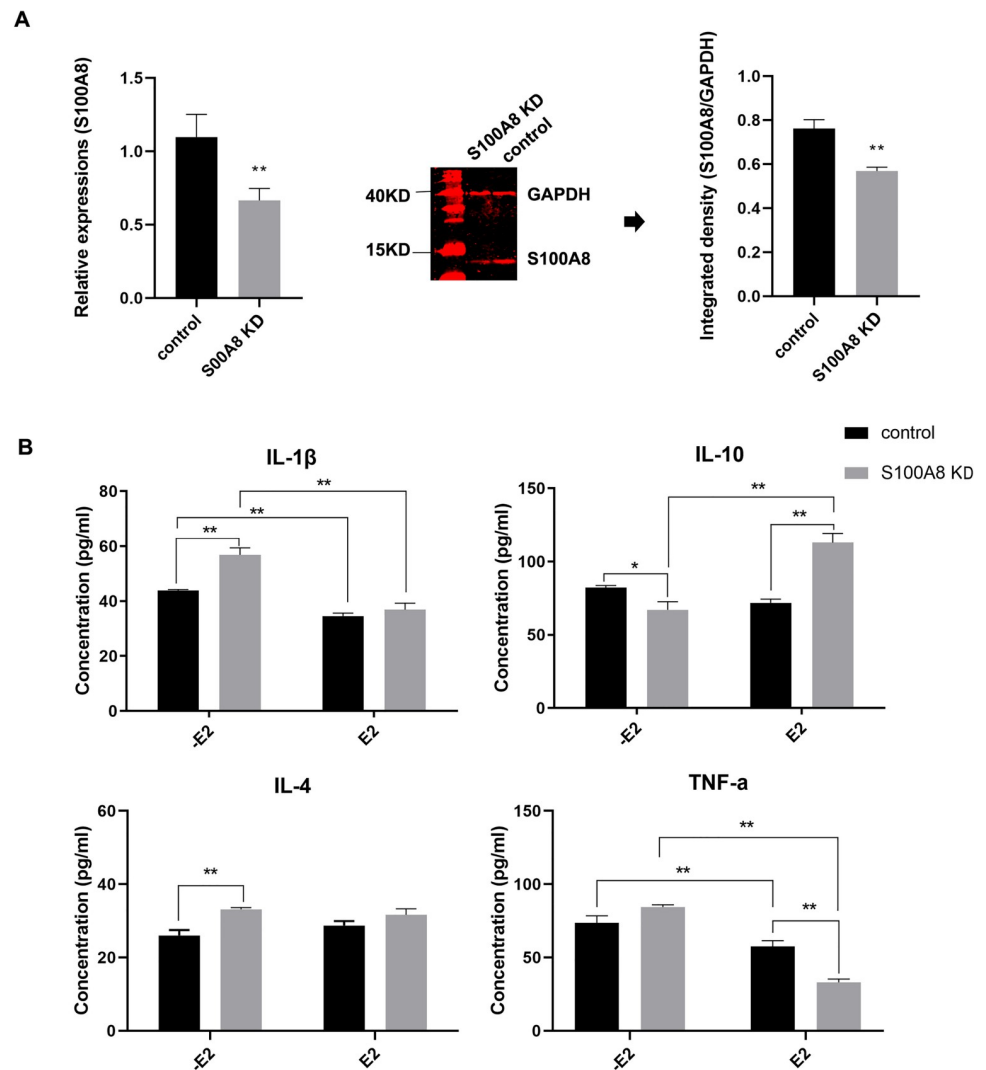 A
Relative expressions (S100A8)
1.5
1.0
0.5
0.0
control
S00A8 KD
S100A8 KD
control
40KD
GAPDH
15KD
S100A8
Integrated density (S100A8/GAPDH)
1.0
0.8
0.6
0.4
0.2
0.0
**
**
control
S100A8 KD
B
control
S100A8 KD
IL-1β
Concentration (pg/ml)
80
60
40
20
0
**
**
**
-E2
E2
IL-10
Concentration (pg/ml)
150
100
50
0
**
**
*
-E2
E2
IL-4
Concentration (pg/ml)
60
40
20
0
**
-E2
E2
TNF-a
Concentration (pg/ml)
150
100
50
0
**
**
**
-E2
E2